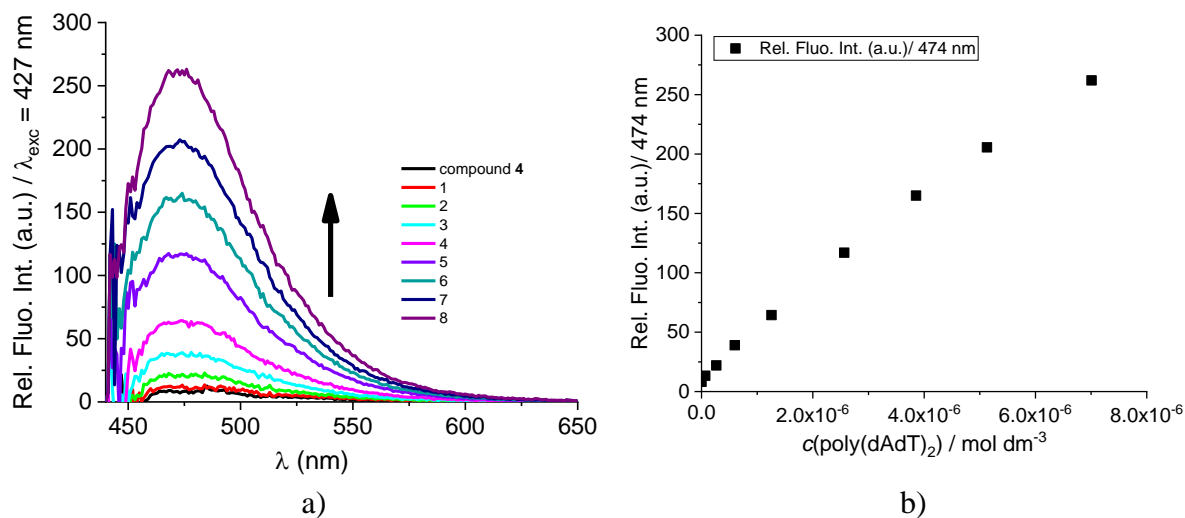 Rel. Fluo. Int. (a.u.) / λexc = 427 nm
300
250
200
150
100
50
0
450
500
550
600
650
λ (nm)
compound 4
1
2
3
4
5
6
7
8
a)
Rel. Fluo. Int. (a.u.)/ 474 nm
300
250
200
150
100
50
0
Rel. Fluo. Int. (a.u.)/ 474 nm
0.0
2.0x10-6
4.0x10-6
6.0x10-6
8.0x10-6
c(poly(dAdT)2) / mol dm-3
b)